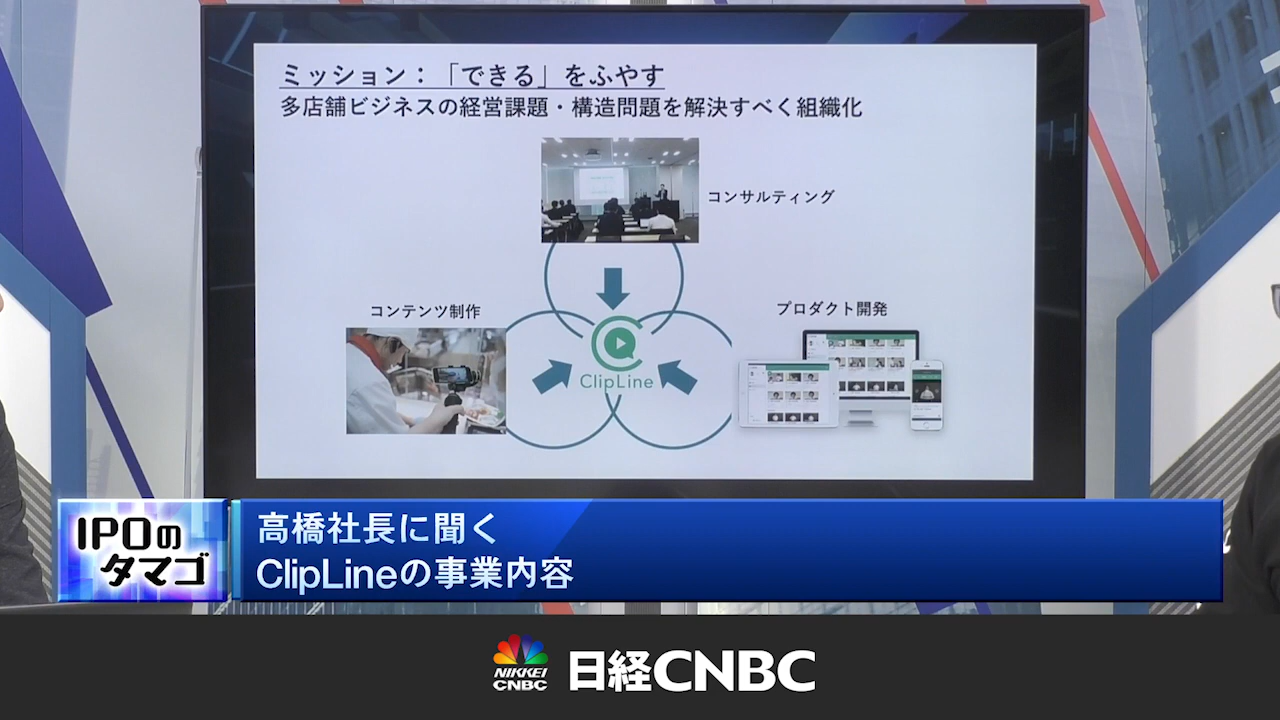 ミッション：「できる」をふやす
多店舗ビジネスの経営課題・構造問題を解決すべく組織化
コンサルティング
コンテンツ制作
プロダクト開発
ClipLine
IPOの
タマゴ
高橋社長に聞く
ClipLineの事業内容
NIKKEI
CNBC
日経CNBC